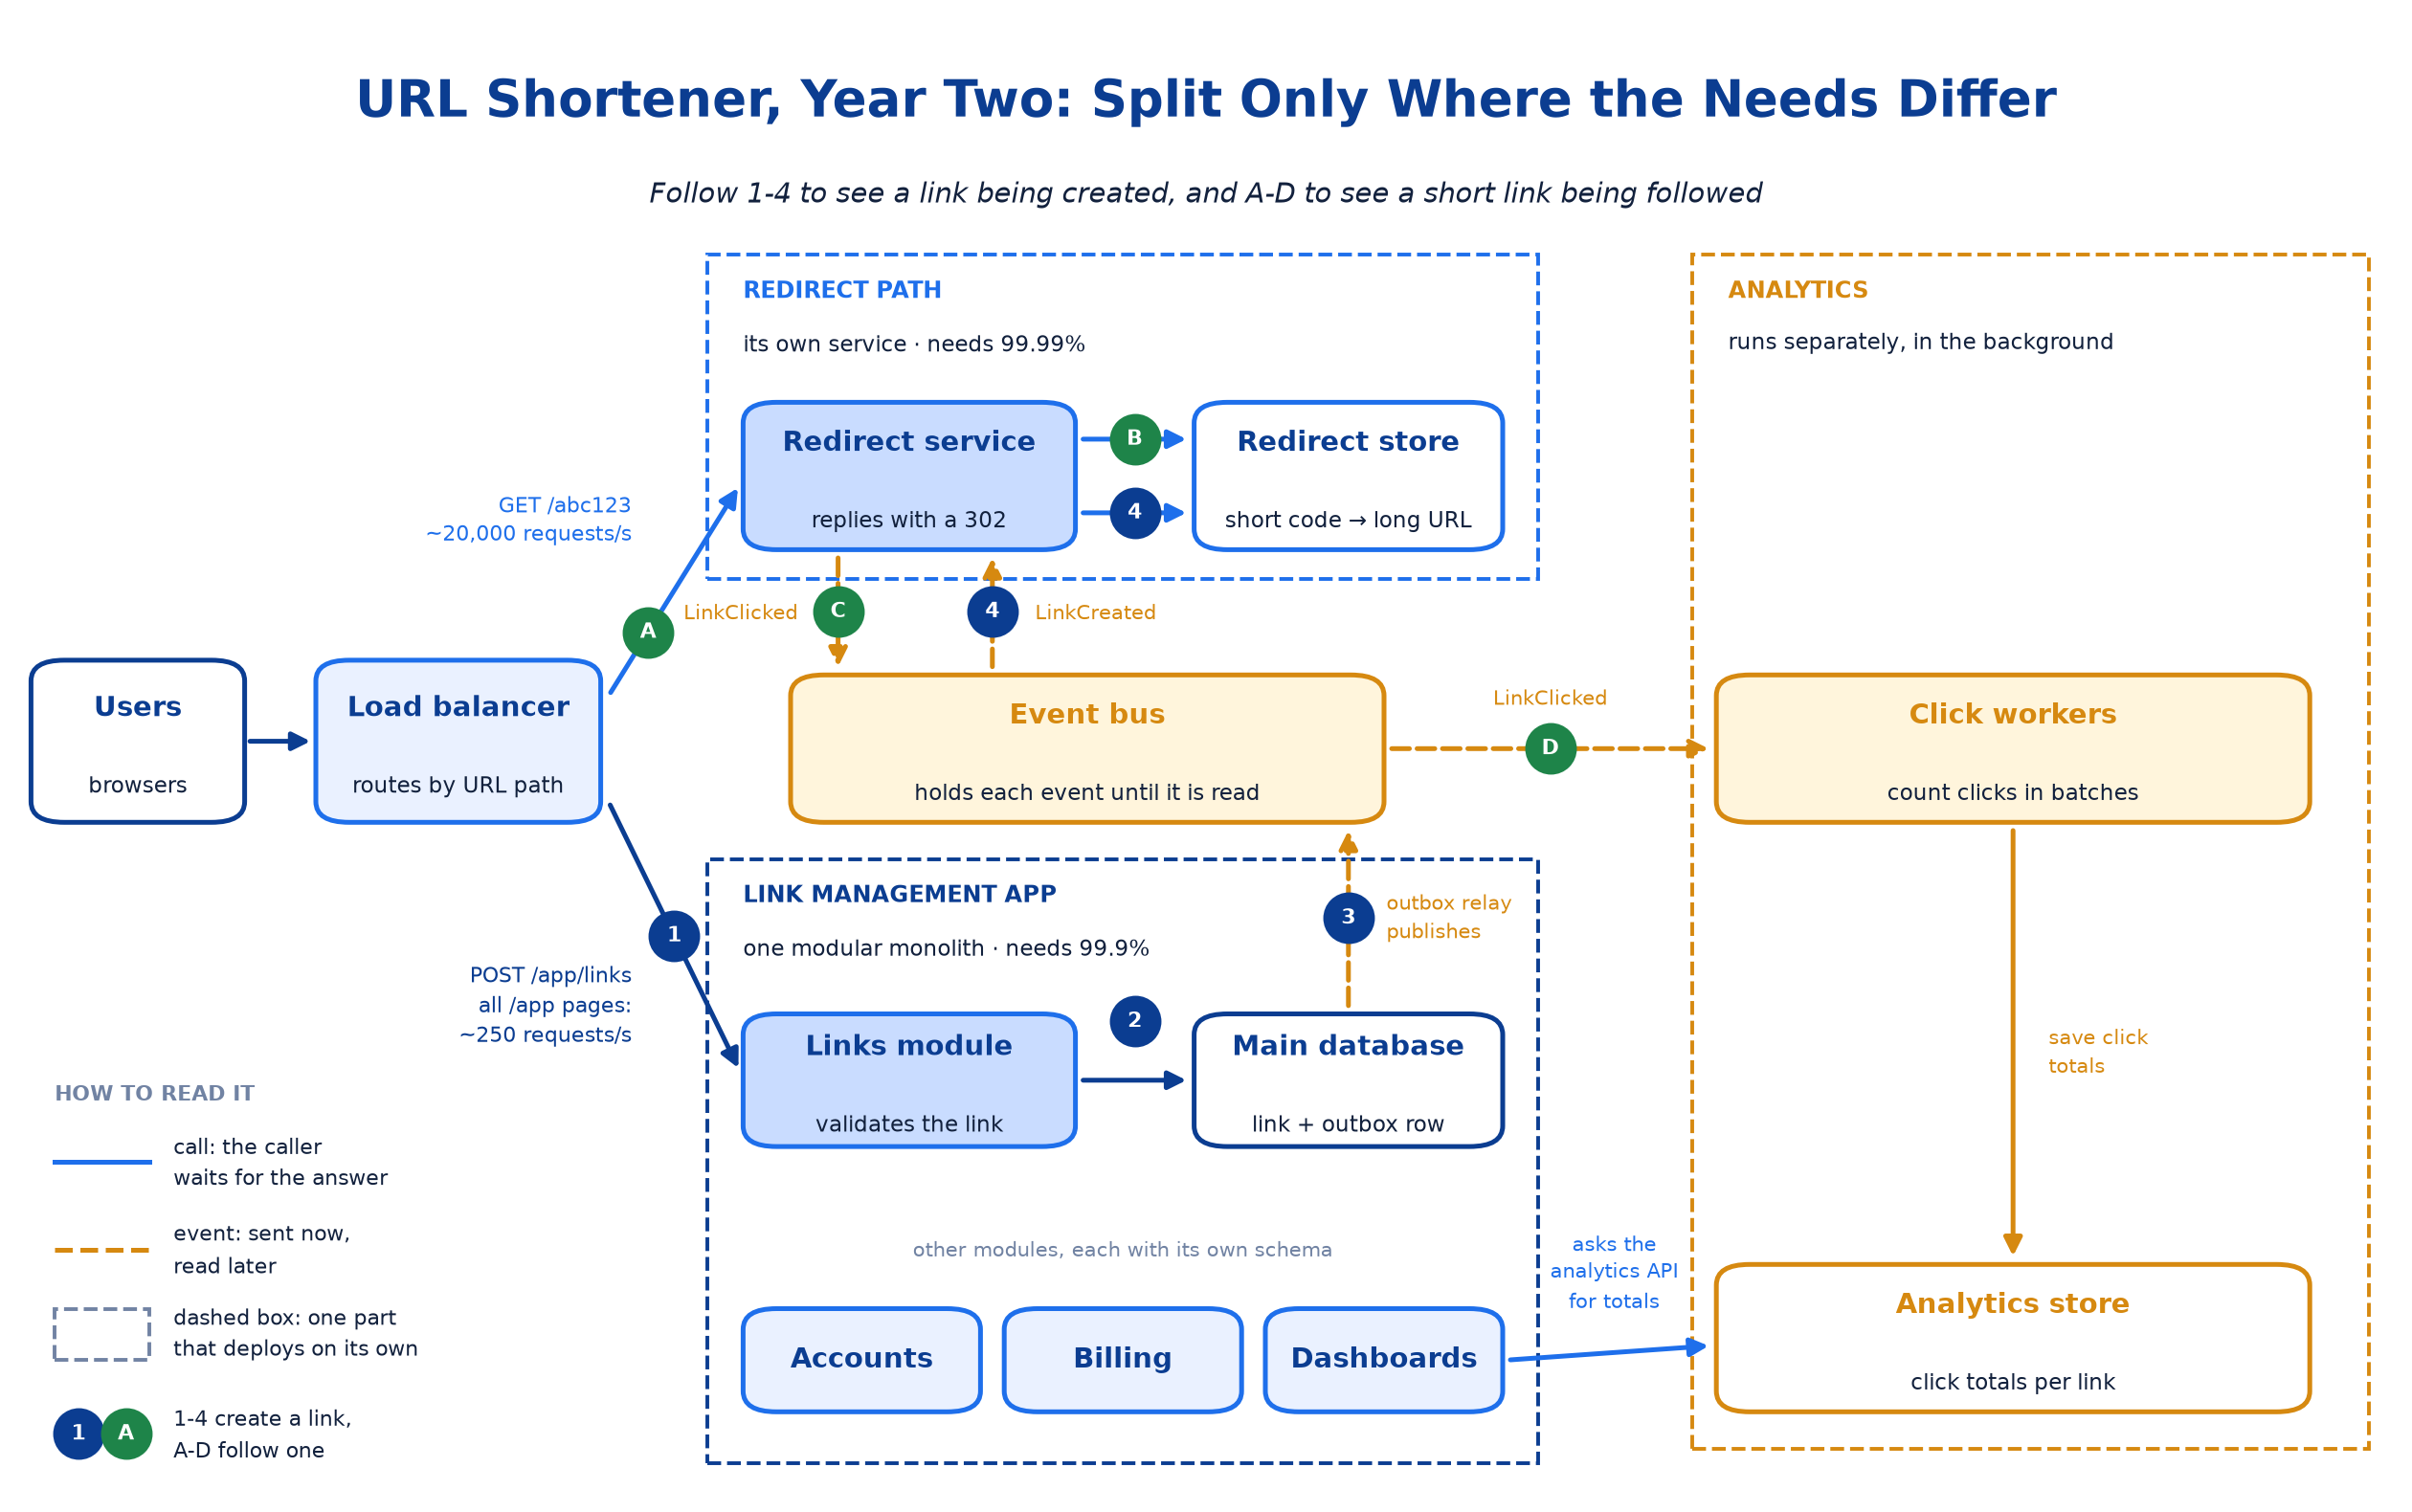 URL Shortener, Year Two: Split Only Where the Needs Differ
Follow 1-4 to see a link being created, and A-D to see a short link being followed
REDIRECT PATH
its own service · needs 99.99%
Redirect service
replies with a 302
B
4
Redirect store
short code → long URL
GET /abc123
~20,000 requests/s
A
LinkClicked
C
4
LinkCreated
Users
browsers
Load balancer
routes by URL path
Event bus
holds each event until it is read
LinkClicked
D
ANALYTICS
runs separately, in the background
Click workers
count clicks in batches
save click
totals
Analytics store
click totals per link
1
POST /app/links
all /app pages:
~250 requests/s
LINK MANAGEMENT APP
one modular monolith · needs 99.9%
3
outbox relay
publishes
Links module
validates the link
2
Main database
link + outbox row
other modules, each with its own schema
Accounts
Billing
Dashboards
asks the
analytics API
for totals
HOW TO READ IT
call: the caller
waits for the answer
event: sent now,
read later
dashed box: one part
that deploys on its own
1 A
1-4 create a link,
A-D follow one